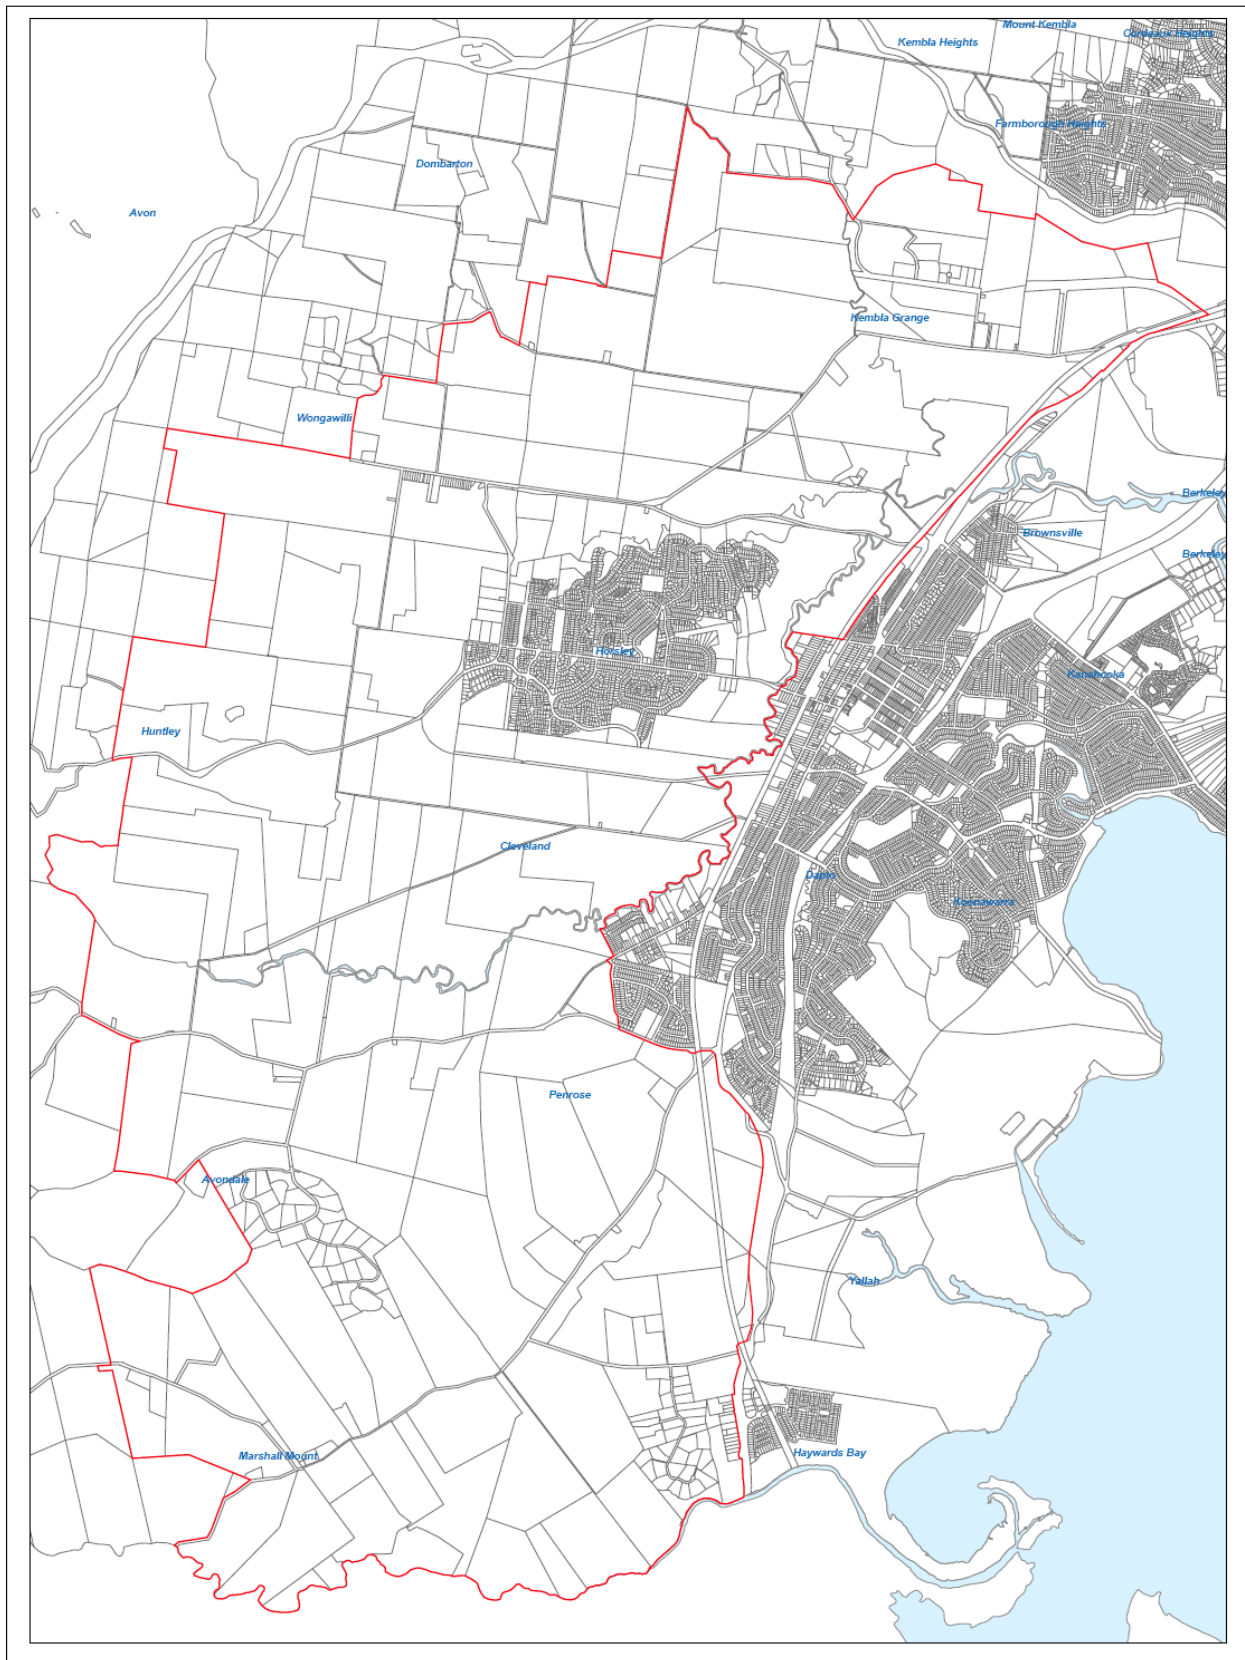 Mount Kembla
Cordeaux Heights
Kembla Heights
Farmborough Heights
Dombarton
Avon
Kembla Grange
Wongawilli
Berkeley
Brownsville
Berkeley
Horsley
Kanahooka
Huntley
Cleveland
Dapto
Koonawarra
Penrose
Avondale
Yallah
Haywards Bay
Marshall Mount